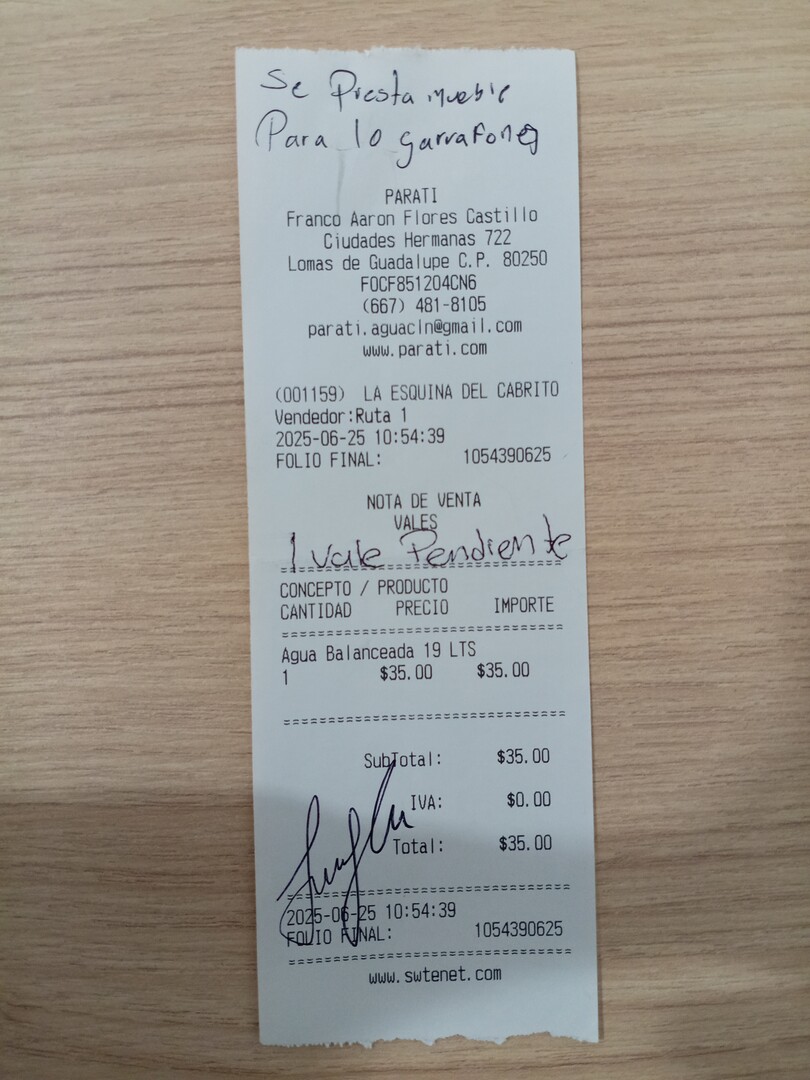 Se Presta mueble
Para lo garrafones
PARATI
Franco Aaron Flores Castillo
Ciudades Hermanas 722
Lomas de Guadalupe C.P. 80250
FOCF851204CN6
(667) 481-8105
parati.aguacln@gmail.com
www.parati.com
(001159) LA ESQUINA DEL CABRITO
Vendedor:Ruta 1
2025-06-25 10:54:39
FOLIO FINAL: 1054390625
NOTA DE VENTA
VALES
1 vale Pendiente
CONCEPTO / PRODUCTO
CANTIDAD PRECIO IMPORTE
Agua Balanceada 19 LTS
1 $35.00 $35.00
SubTotal: $35.00
IVA: $0.00
Total: $35.00
2025-06-25 10:54:39
FOLIO FINAL: 1054390625
www.swtenet.com